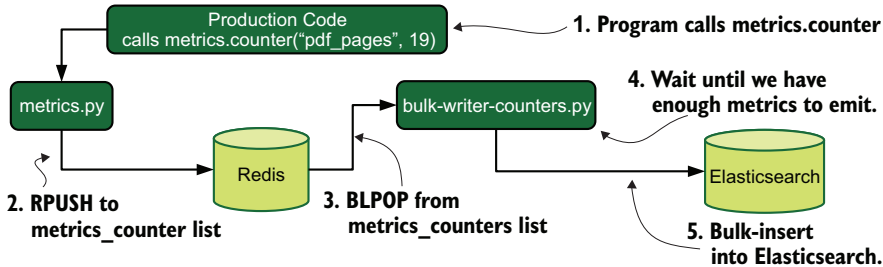 Production Code
calls metrics.counter(“pdf_pages”, 19)
1. Program calls metrics.counter
metrics.py
bulk-writer-counters.py
4. Wait until we have
enough metrics to emit.
Redis
Elasticsearch
2. RPUSH to
metrics_counter list
3. BLPOP from
metrics_counters list
5. Bulk-insert
into Elasticsearch.